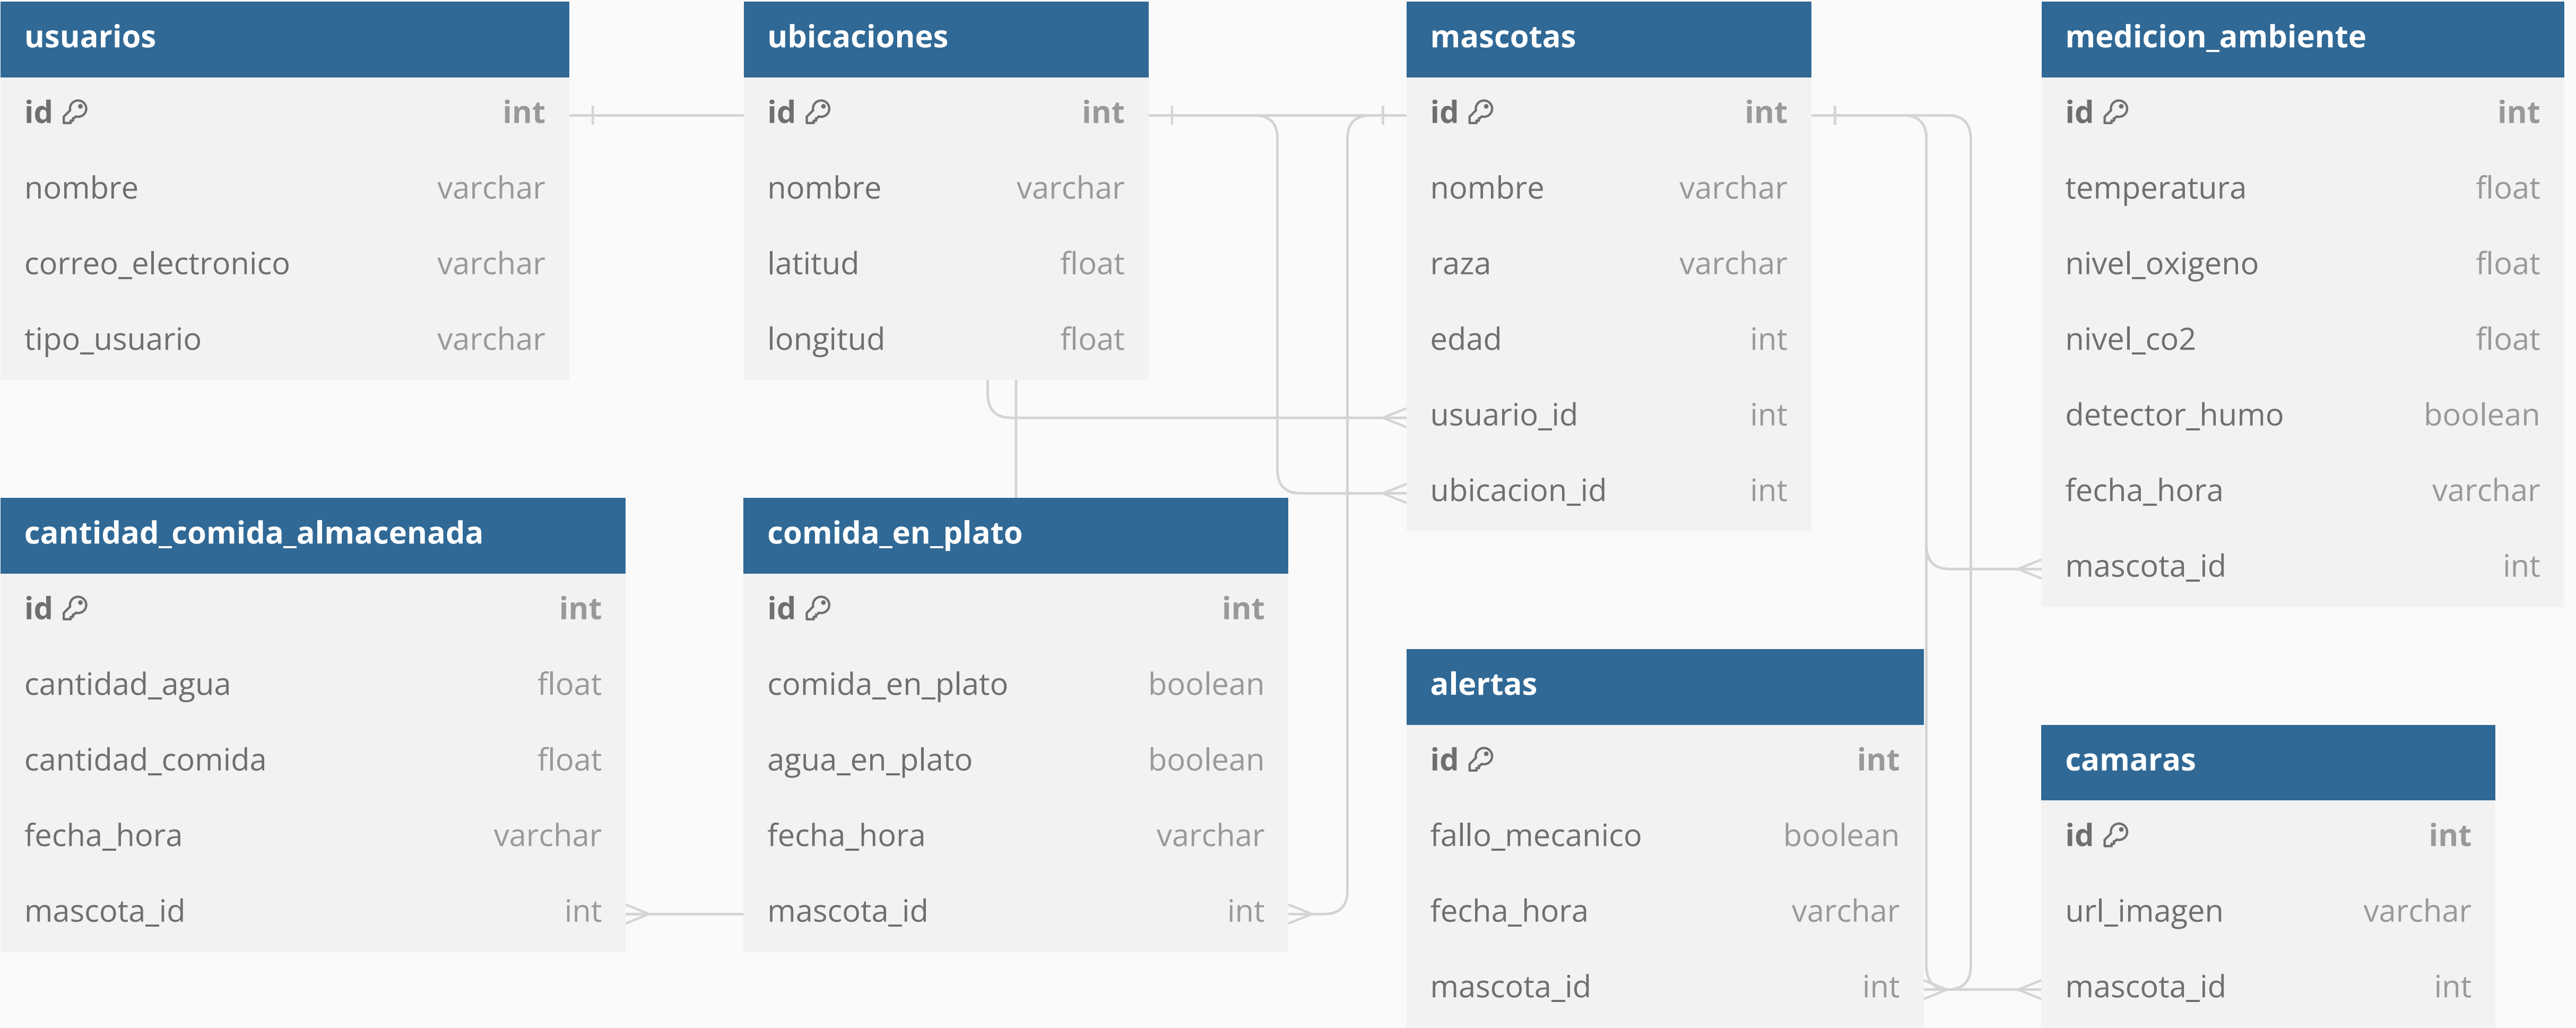 usuarios
id int
nombre varchar
correo_electronico varchar
tipo_usuario varchar
ubicaciones
id int
nombre varchar
latitud float
longitud float
mascotas
id int
nombre varchar
raza varchar
edad int
usuario_id int
ubicacion_id int
medicion_ambiente
id int
temperatura float
nivel_oxigeno float
nivel_co2 float
detector_humo boolean
fecha_hora varchar
mascota_id int
cantidad_comida_almacenada
id int
cantidad_agua float
cantidad_comida float
fecha_hora varchar
mascota_id int
comida_en_plato
id int
comida_en_plato boolean
agua_en_plato boolean
fecha_hora varchar
mascota_id int
alertas
id int
fallo_mecanico boolean
fecha_hora varchar
mascota_id int
camaras
id int
url_imagen varchar
mascota_id int